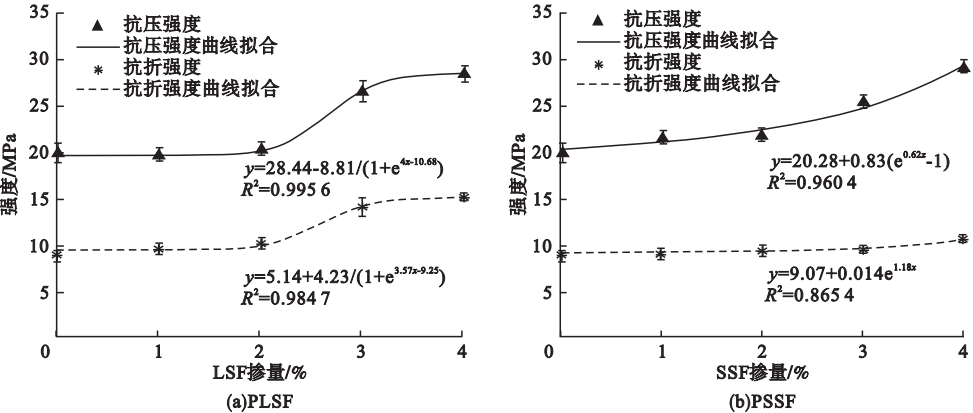 35
30
25
20
15
10
5
0
1
2
3
4
强度/MPa
▲ 抗压强度
抗压强度曲线拟合
* 抗折强度
抗折强度曲线拟合
y=28.44-8.81/(1+e^{4x-10.68})
R²=0.995 6
y=5.14+4.23/(1+e^{3.57x-9.25})
R²=0.984 7
LSF掺量/%
(a)PLSF
35
30
25
20
15
10
5
0
1
2
3
4
强度/MPa
▲ 抗压强度
抗压强度曲线拟合
* 抗折强度
抗折强度曲线拟合
y=20.28+0.83(e^{0.62x}-1)
R²=0.960 4
y=9.07+0.014e^{1.18x}
R²=0.865 4
SSF掺量/%
(b)PSSF